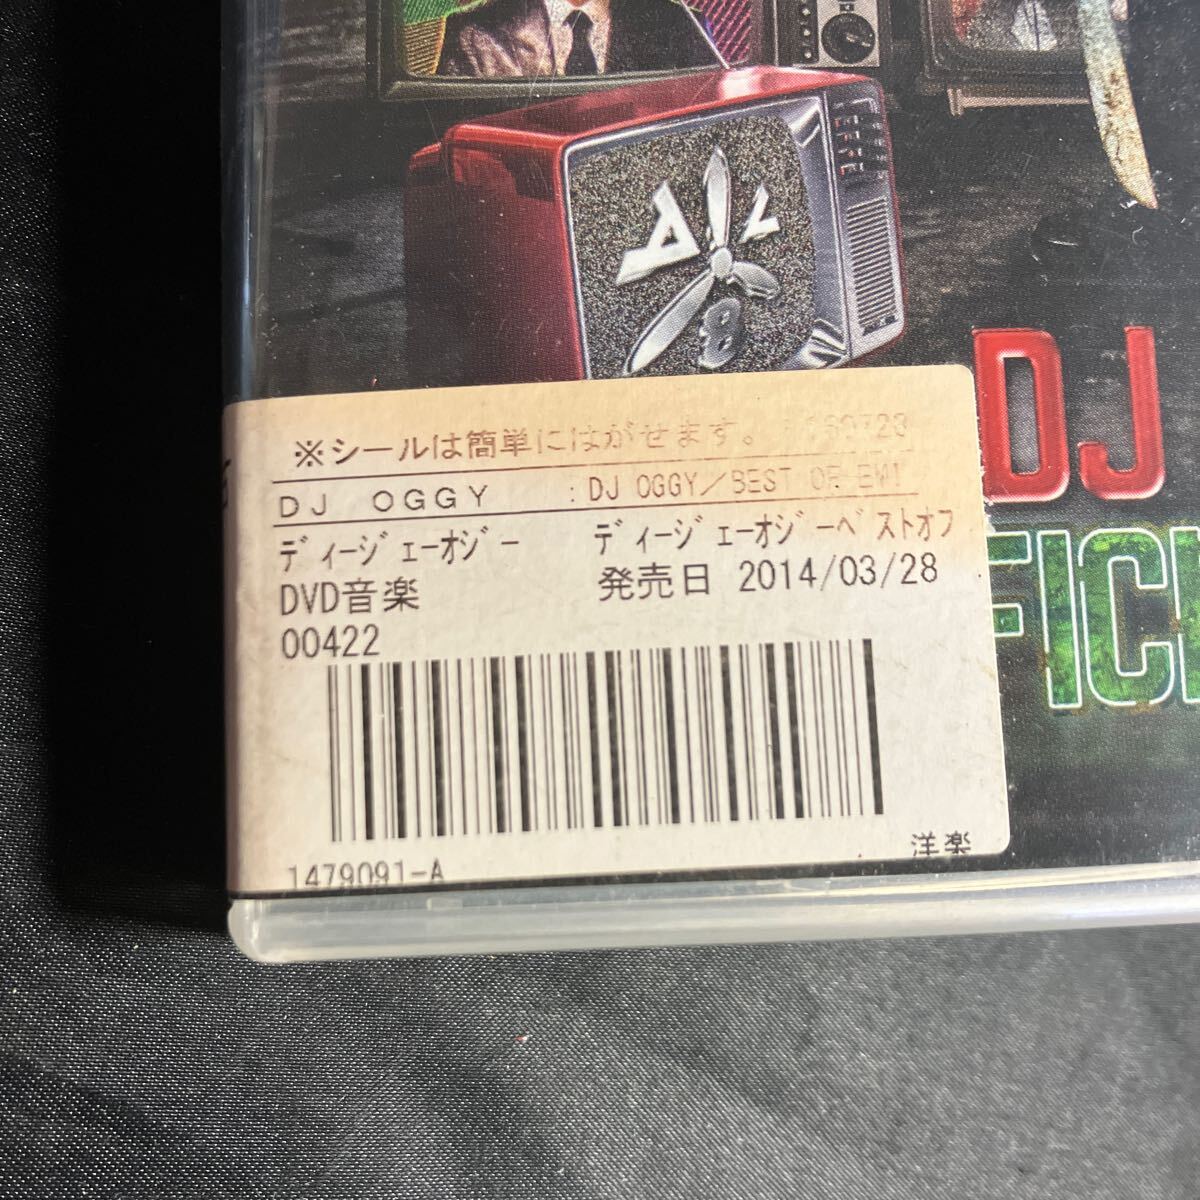 AV8
DJ
FICI
※シールは簡単にはがせます。
DJ OGGY :DJ OGGY／BEST OF EM!
ﾃﾞｨｰｼﾞｪｰｵｼﾞｰ ﾃﾞｨｰｼﾞｪｰｵｼﾞｰﾍﾞｽﾄｵﾌ
DVD音楽 発売日 2014/03/28
00422
1479091-A
洋楽